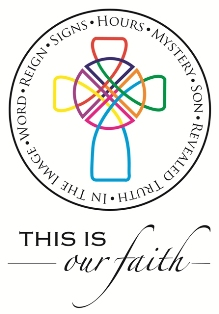 In The Image • Word • Reign • Signs • Hours • Mystery • Son • Revealed Truth •
THIS IS
our faith